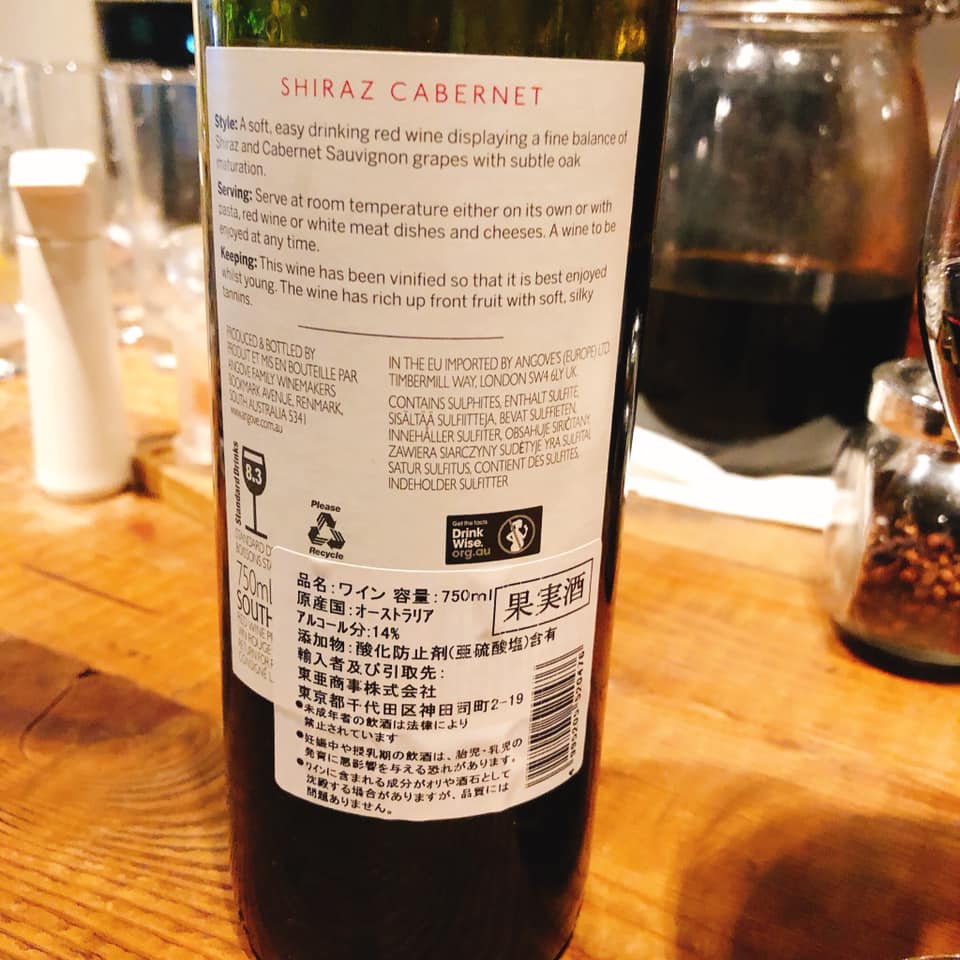 SHIRAZ CABERNET
Style: A soft, easy drinking red wine displaying a fine balance of
Shiraz and Cabernet Sauvignon grapes with subtle oak
maturation.
Serving: Serve at room temperature either on its own or with
pasta, red wine or white meat dishes and cheeses. A wine to be
enjoyed at any time.
Keeping: This wine has been vinified so that it is best enjoyed
whilst young. The wine has rich up front fruit with soft, silky
tannins.
PRODUCED & BOTTLED BY
PRODUIT ET MIS EN BOUTEILLE PAR
ANGOVE FAMILY WINEMAKERS
BOOKMARK AVENUE, RENMARK,
SOUTH AUSTRALIA 5341
www.angove.com.au
IN THE EU IMPORTED BY ANGOVE'S (EUROPE) LTD.
TIMBERMILL WAY, LONDON SW4 6LY UK.
CONTAINS SULPHITES, ENTHALT SULFITE,
SISÄLTÄÄ SULFIITTEJA, BEVAT SULFIETEN,
INNEHÅLLER SULFITER, OBSAHUJE SIRIČITANY,
ZAWIERA SIARCZYNY SUDĖTYJE YRA SULFITAI,
SATUR SULFITUS, CONTIENT DES SULFITES,
INDEHOLDER SULFITTER
Standard Drinks
8.3
Please
Recycle
Get the facts
Drink
Wise.
org.au
STANDARD D
BOISSONS STA
750ml
SOUTH
RED WINE P
VIN ROUGE
RETURN FOR
CONSIGNE
品名:ワイン 容量:750ml
果実酒
原産国:オーストラリア
アルコール分:14%
添加物:酸化防止剤(亜硫酸塩)含有
輸入者及び引取先:
東亜商事株式会社
東京都千代田区神田司町2-19
●未成年者の飲酒は法律により
禁止されています
●妊娠中や授乳期の飲酒は、胎児・乳児の
発育に悪影響を与える恐れがあります。
●ワインに含まれる成分がオリや酒石として
沈殿する場合がありますが、品質には
問題ありません。